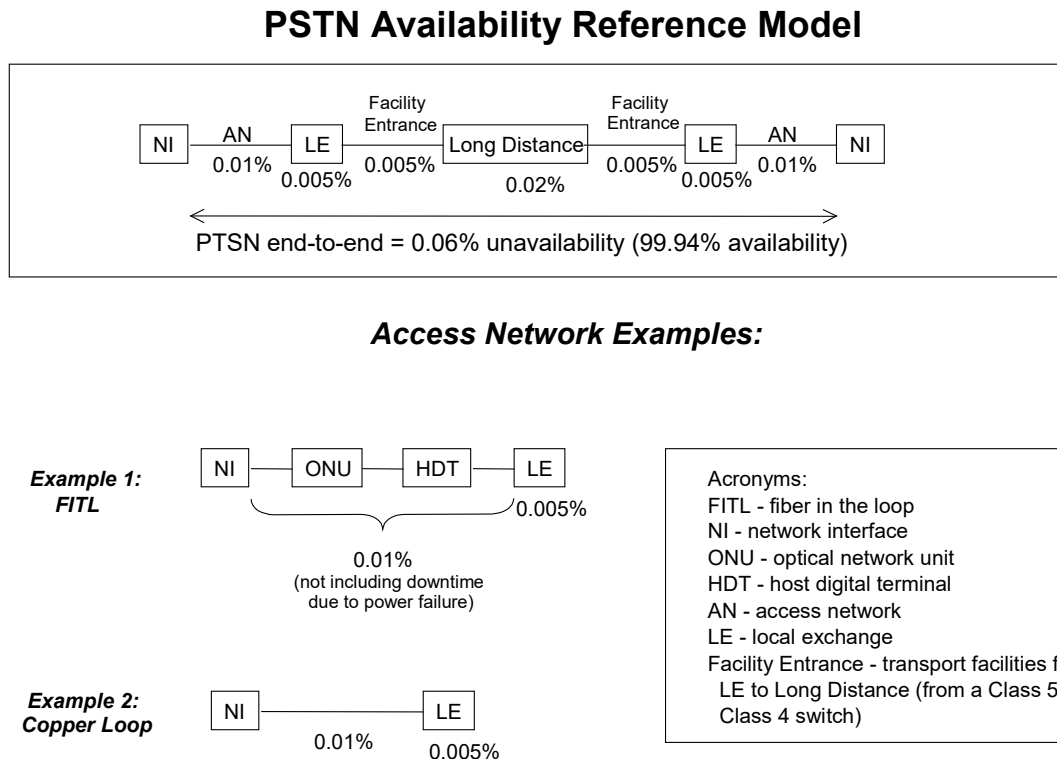 PSTN Availability Reference Model
Facility
Entrance
Facility
Entrance
NI
AN
LE
Long Distance
LE
AN
NI
0.01%
0.005%
0.005%
0.02%
0.005%
0.005%
0.01%
PTSN end-to-end = 0.06% unavailability (99.94% availability)
Access Network Examples:
Example 1:
FITL
NI
ONU
HDT
LE
0.005%
0.01%
(not including downtime
due to power failure)
Example 2:
Copper Loop
NI
LE
0.01%
0.005%
Acronyms:
FITL - fiber in the loop
NI - network interface
ONU - optical network unit
HDT - host digital terminal
AN - access network
LE - local exchange
Facility Entrance - transport facilities f
LE to Long Distance (from a Class 5
Class 4 switch)